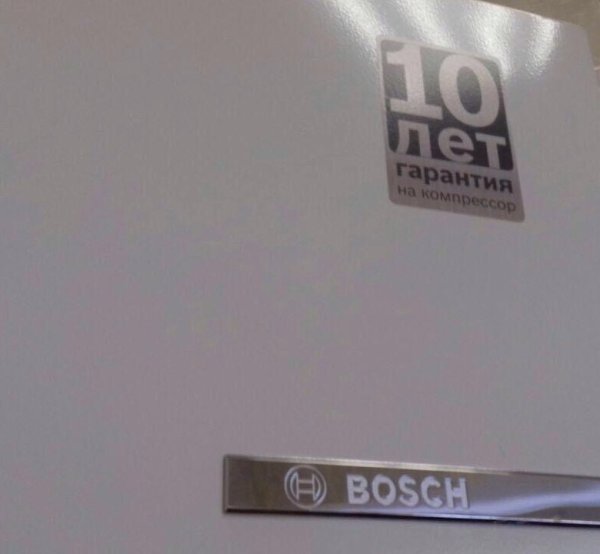 10
лет
гарантия
на компрессор
BOSCH